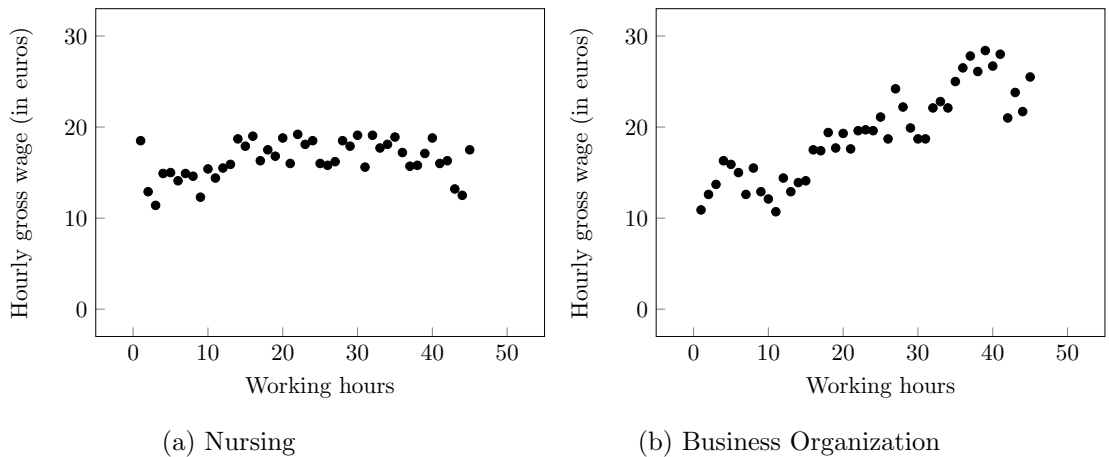 30
20
10
0
Hourly gross wage (in euros)
0 10 20 30 40 50
Working hours
(a) Nursing
30
20
10
0
Hourly gross wage (in euros)
0 10 20 30 40 50
Working hours
(b) Business Organization